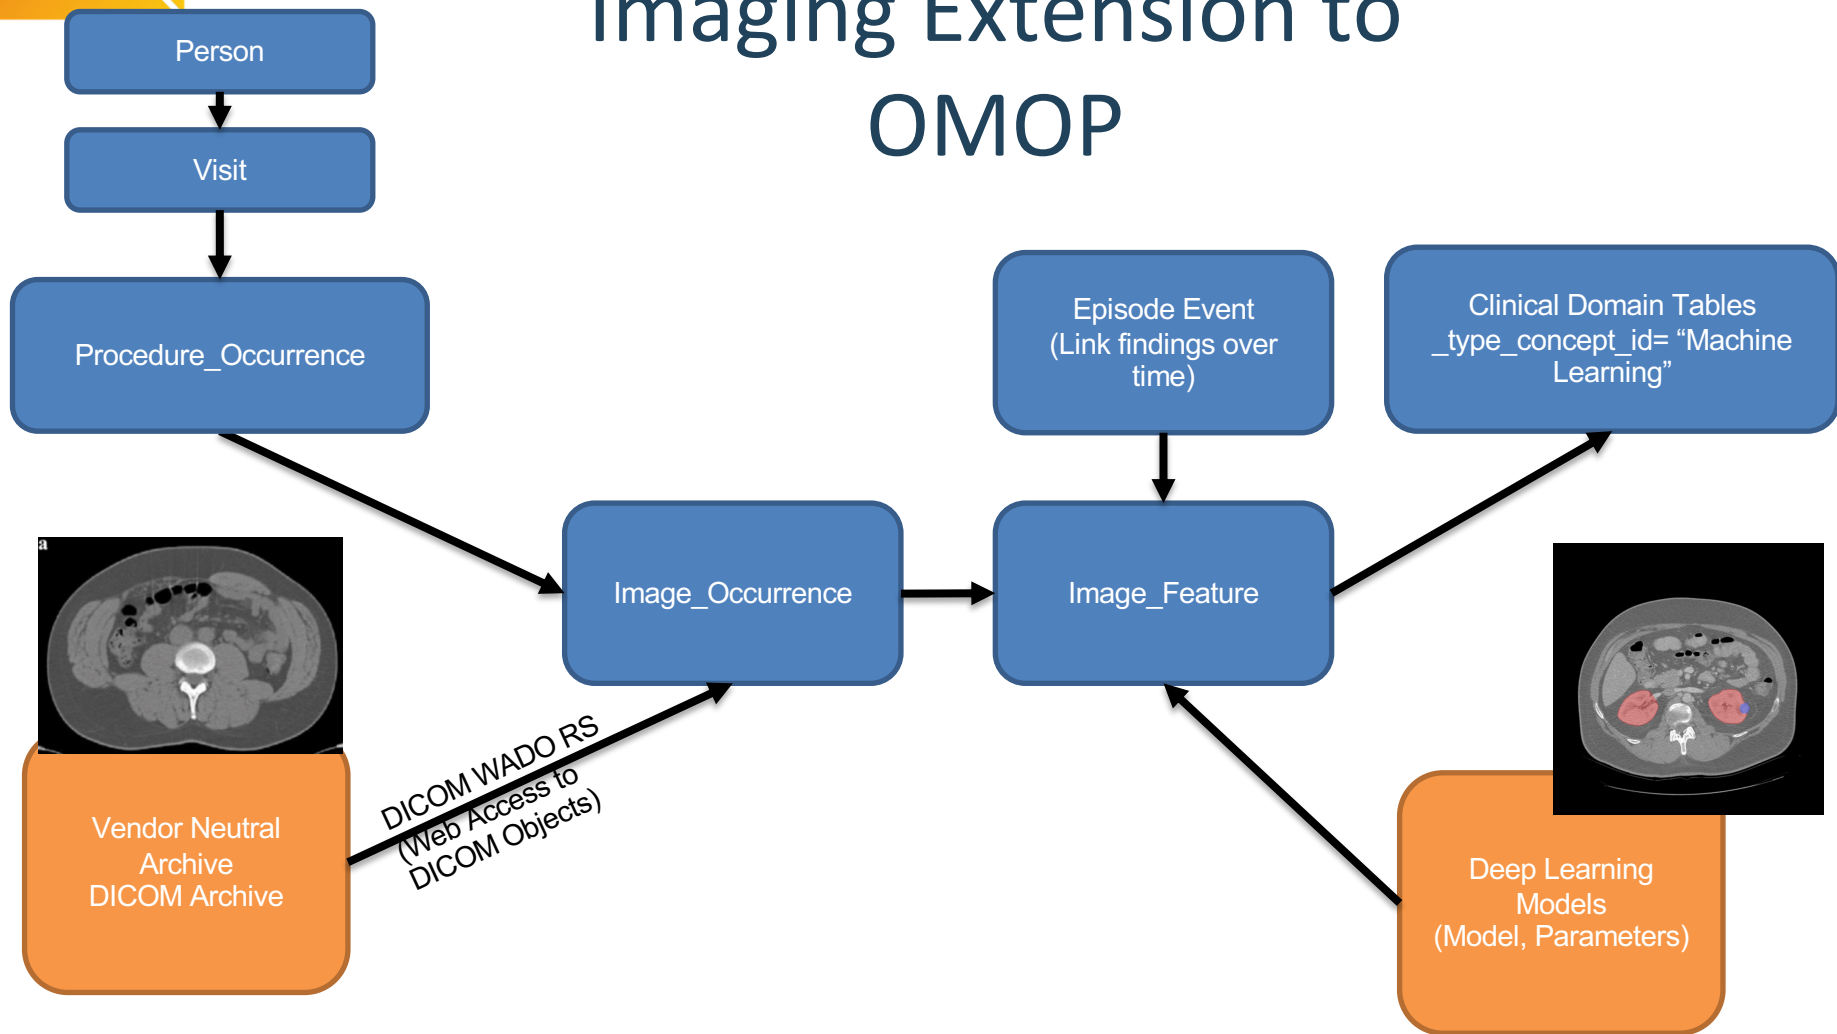 Imaging Extension to
OMOP
Person
Visit
Procedure_Occurrence
Episode Event
(Link findings over
time)
Clinical Domain Tables
_type_concept_id= “Machine
Learning”
a
Image_Occurrence
Image_Feature
DICOM WADO RS
(Web Access to
DICOM Objects)
Vendor Neutral
Archive
DICOM Archive
Deep Learning
Models
(Model, Parameters)